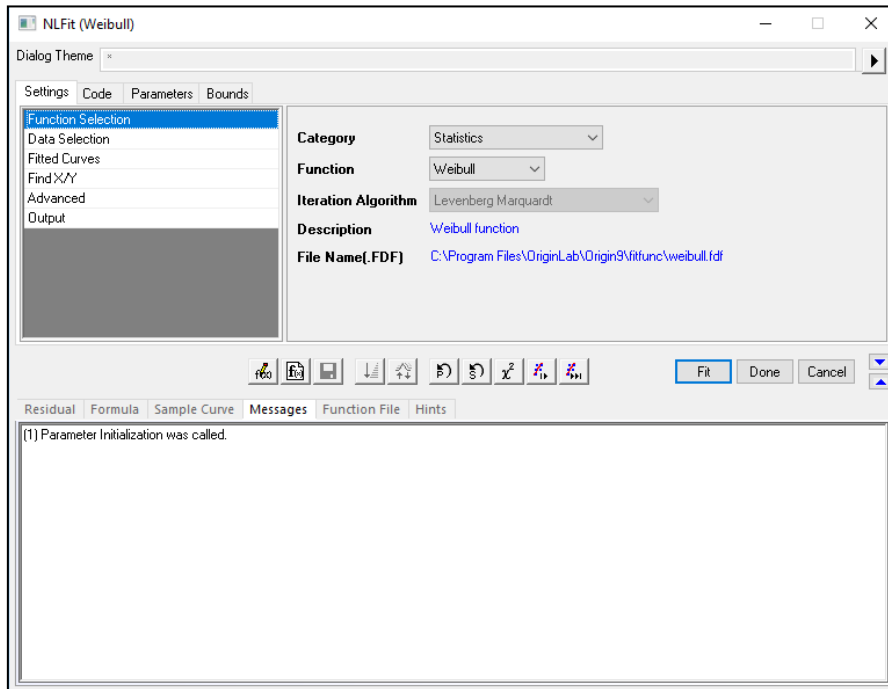 NLFit (Weibull)
Dialog Theme *
Settings Code Parameters Bounds
Function Selection
Data Selection
Fitted Curves
Find X/Y
Advanced
Output
Category Statistics
Function Weibull
Iteration Algorithm Levenberg Marquardt
Description Weibull function
File Name(.FDF) C:\Program Files\OriginLab\Origin9\fitfunc\weibull.fdf
Fit Done Cancel
Residual Formula Sample Curve Messages Function File Hints
(1) Parameter Initialization was called.